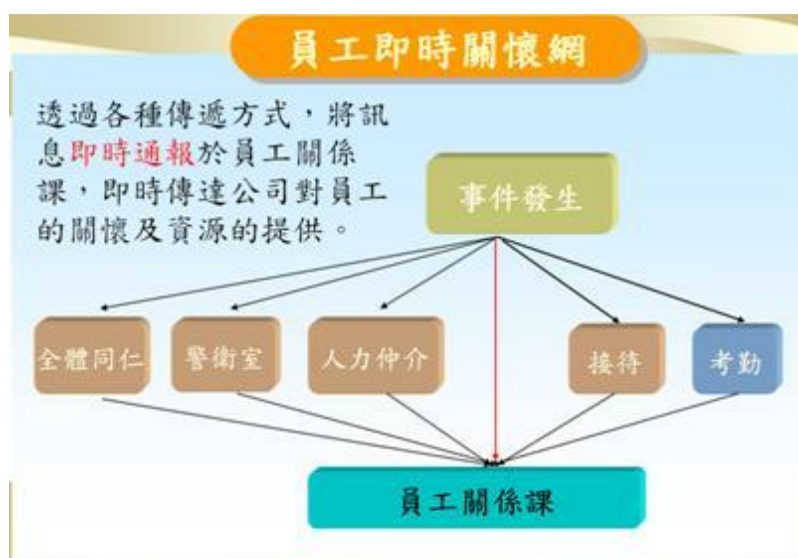 員工即時關懷網
透過各種傳遞方式，將訊
息即時通報於員工關係
課，即時傳達公司對員工
的關懷及資源的提供。
事件發生
全體同仁
警衛室
人力仲介
接待
考勤
員工關係課